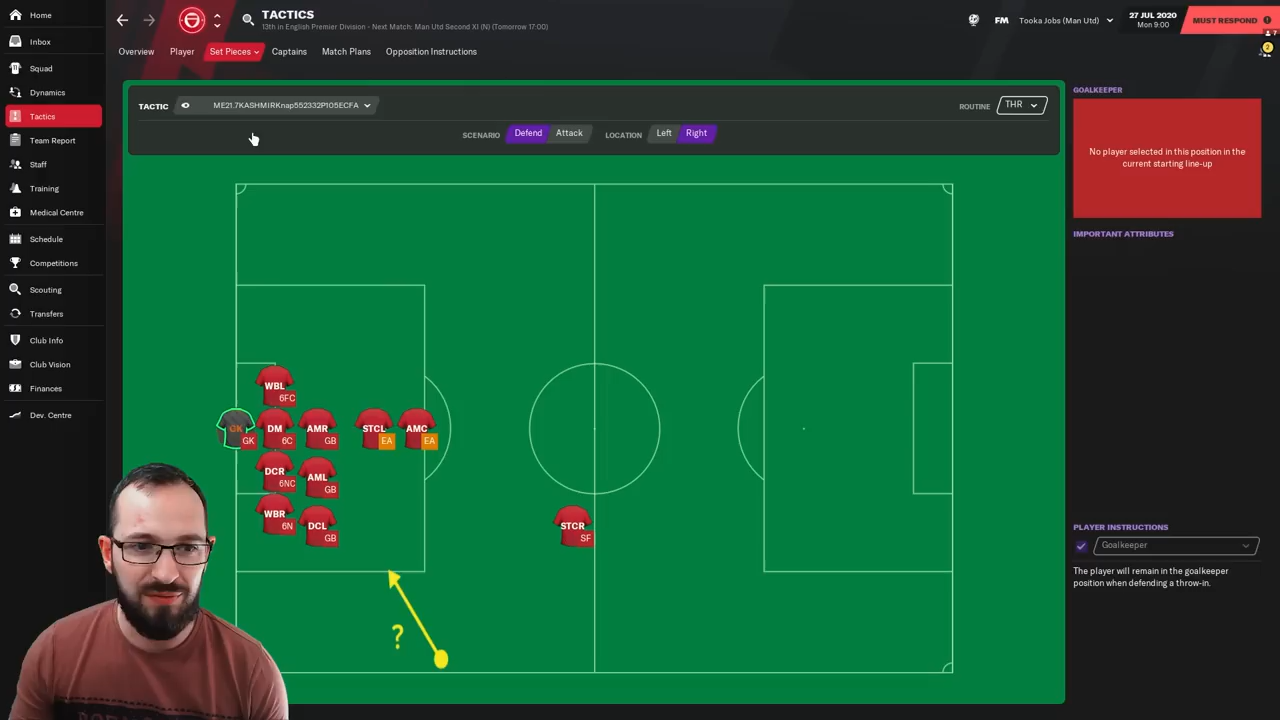 Home
Inbox
Squad
Dynamics
Tactics
Team Report
Staff
Training
Medical Centre
Schedule
Competitions
Scouting
Transfers
Club Info
Club Vision
Finances
Dev. Centre
TACTICS
13th in English Premier Division - Next Match: Man Utd Second XI (N) (Tomorrow 17:00)
FM
Tooka Jobs (Man Utd)
27 JUL 2020
Mon 9:00
MUST RESPOND
7
2
Overview
Player
Set Pieces
Captains
Match Plans
Opposition Instructions
TACTIC
ME21.7KASHMIRKnap552332P105ECFA
ROUTINE
THR
SCENARIO
Defend
Attack
LOCATION
Left
Right
WBL
6FC
GK
GK
DM
6C
AMR
GB
STCL
EA
AMC
EA
DCR
6NC
AML
GB
WBR
6N
DCL
GB
STCR
SF
?
GOALKEEPER
No player selected in this position in the
current starting line-up
IMPORTANT ATTRIBUTES
PLAYER INSTRUCTIONS
Goalkeeper
The player will remain in the goalkeeper
position when defending a throw-in.